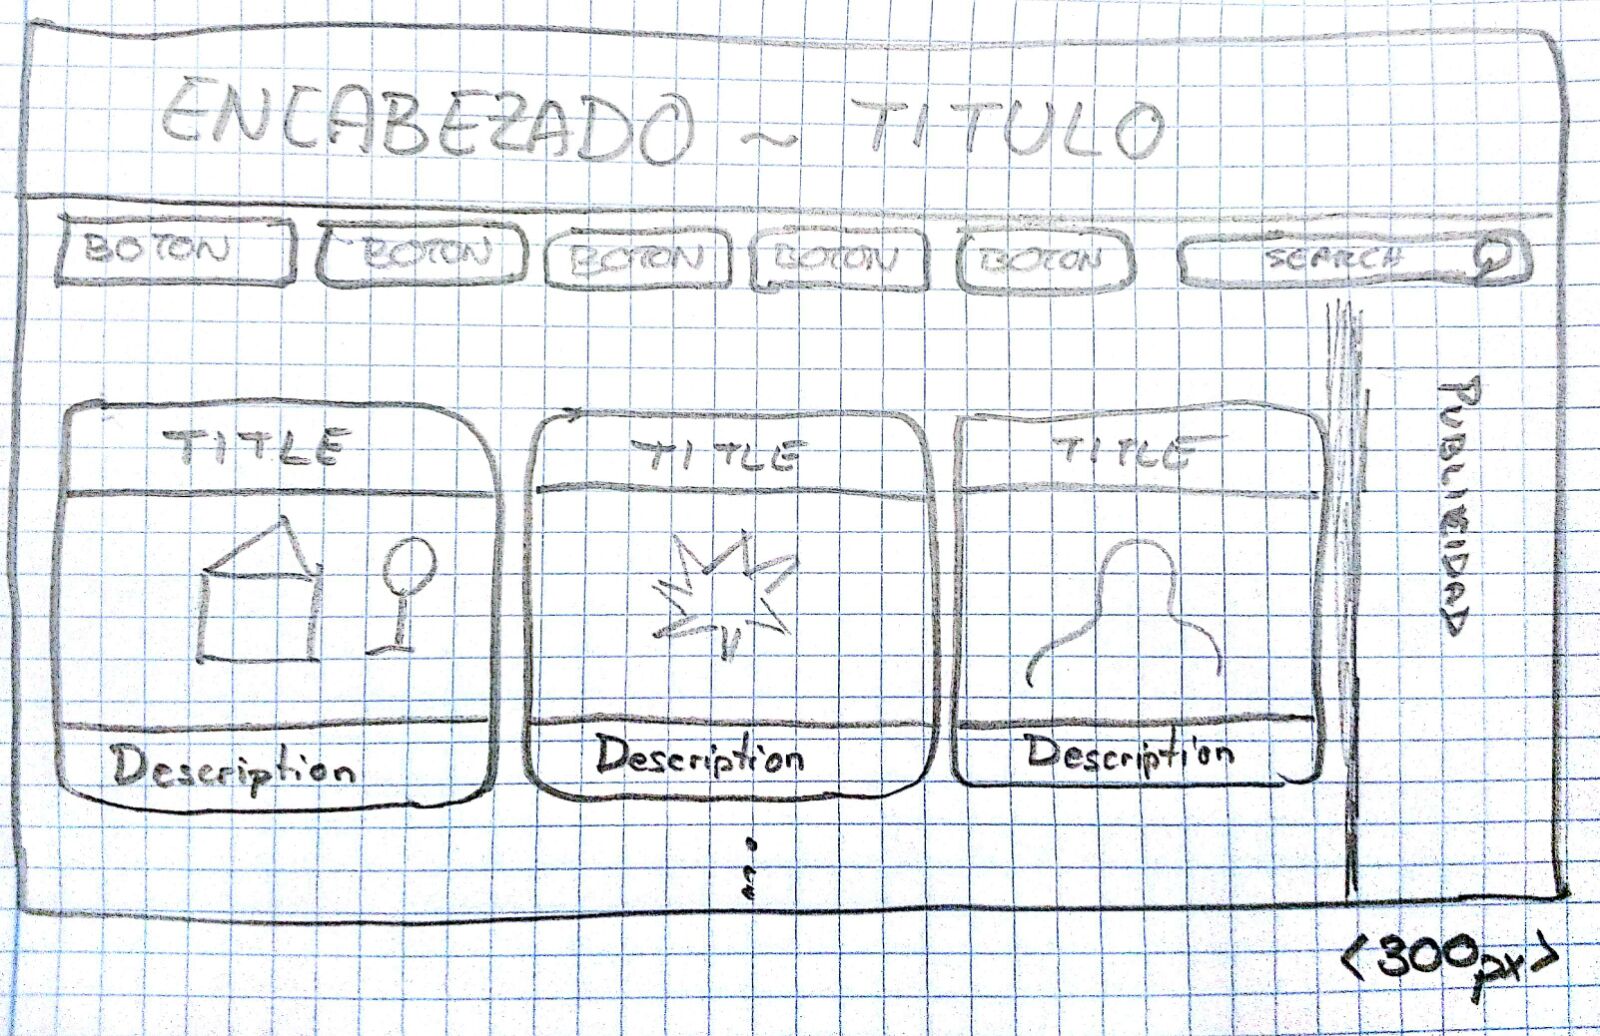 ENCABEZADO ~ TITULO
BOTON BOTON BOTON BOTON BOTON SEARCH
TITLE TITLE TITLE
Description Description Description
PUBLICIDAD
<300px>